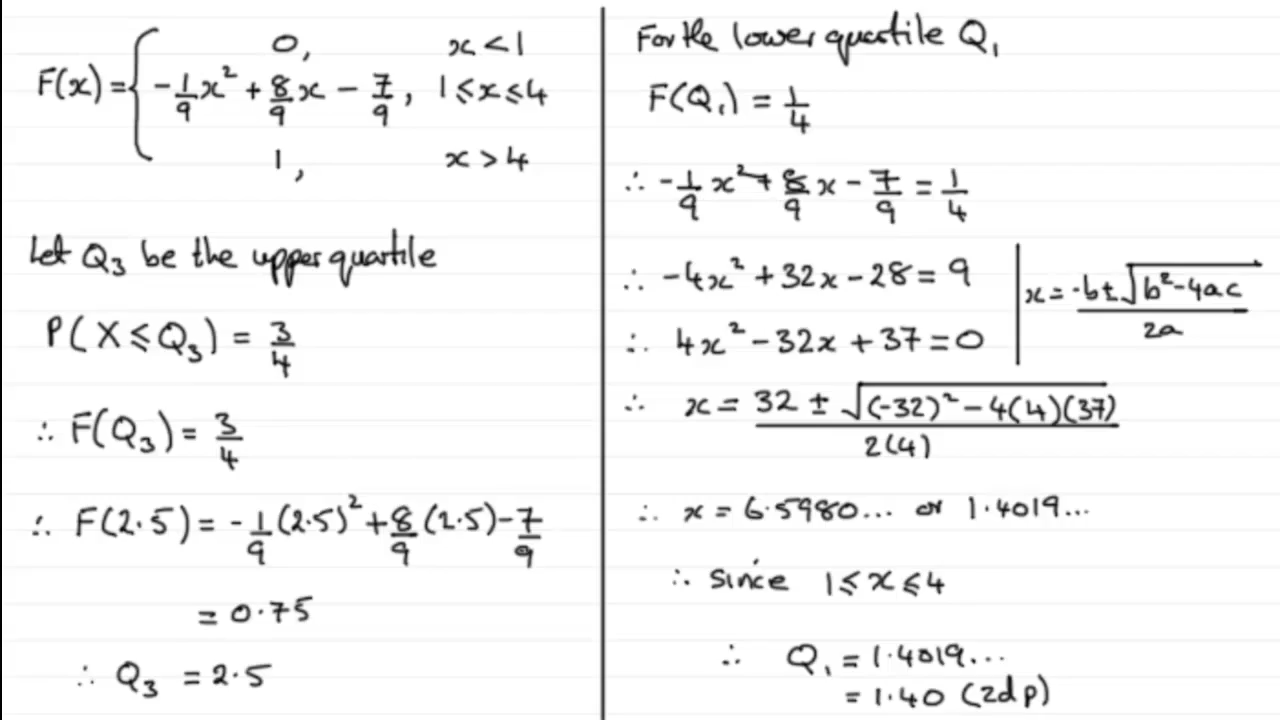 F(x) = { 0, x < 1
-1/9 x² + 8/9 x - 7/9, 1 ≤ x ≤ 4
1, x > 4
Let Q₃ be the upper quartile
P(X ≤ Q₃) = 3/4
∴ F(Q₃) = 3/4
∴ F(2.5) = -1/9 (2.5)² + 8/9 (2.5) - 7/9
= 0.75
∴ Q₃ = 2.5
For the lower quartile Q₁
F(Q₁) = 1/4
∴ -1/9 x² + 8/9 x - 7/9 = 1/4
∴ -4x² + 32x - 28 = 9
∴ 4x² - 32x + 37 = 0
x = (-b ± √(b² - 4ac)) / 2a
∴ x = (32 ± √((-32)² - 4(4)(37))) / 2(4)
∴ x = 6.5980... or 1.4019...
∴ Since 1 ≤ x ≤ 4
∴ Q₁ = 1.4019...
= 1.40 (2dp)